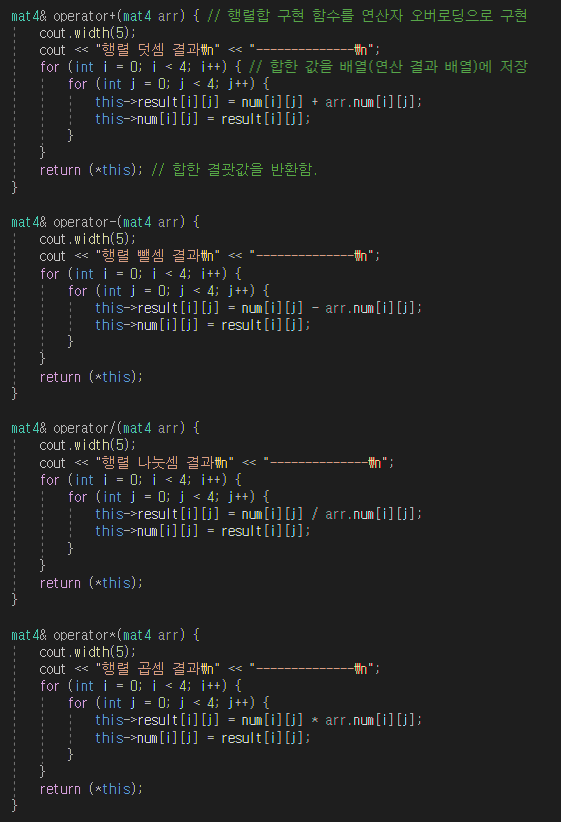 mat4& operator+(mat4 arr) { // 행렬합 구현 함수를 연산자 오버로딩으로 구현
    cout.width(5);
    cout << "행렬 덧셈 결과₩n" << "--------------₩n";
    for (int i = 0; i < 4; i++) { // 합한 값을 배열(연산 결과 배열)에 저장
        for (int j = 0; j < 4; j++) {
            this->result[i][j] = num[i][j] + arr.num[i][j];
            this->num[i][j] = result[i][j];
        }
    }
    return (*this); // 합한 결괏값을 반환함.
}
mat4& operator-(mat4 arr) {
    cout.width(5);
    cout << "행렬 뺄셈 결과₩n" << "--------------₩n";
    for (int i = 0; i < 4; i++) {
        for (int j = 0; j < 4; j++) {
            this->result[i][j] = num[i][j] - arr.num[i][j];
            this->num[i][j] = result[i][j];
        }
    }
    return (*this);
}
mat4& operator/(mat4 arr) {
    cout.width(5);
    cout << "행렬 나눗셈 결과₩n" << "--------------₩n";
    for (int i = 0; i < 4; i++) {
        for (int j = 0; j < 4; j++) {
            this->result[i][j] = num[i][j] / arr.num[i][j];
            this->num[i][j] = result[i][j];
        }
    }
    return (*this);
}
mat4& operator*(mat4 arr) {
    cout.width(5);
    cout << "행렬 곱셈 결과₩n" << "--------------₩n";
    for (int i = 0; i < 4; i++) {
        for (int j = 0; j < 4; j++) {
            this->result[i][j] = num[i][j] * arr.num[i][j];
            this->num[i][j] = result[i][j];
        }
    }
    return (*this);
}